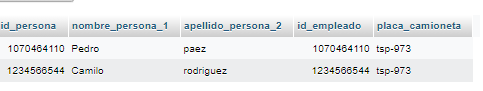 id_persona nombre_persona_1 apellido_persona_2 id_empleado placa_camioneta
1070464110 Pedro paez 1070464110 tsp-973
1234566544 Camilo rodriguez 1234566544 tsp-973